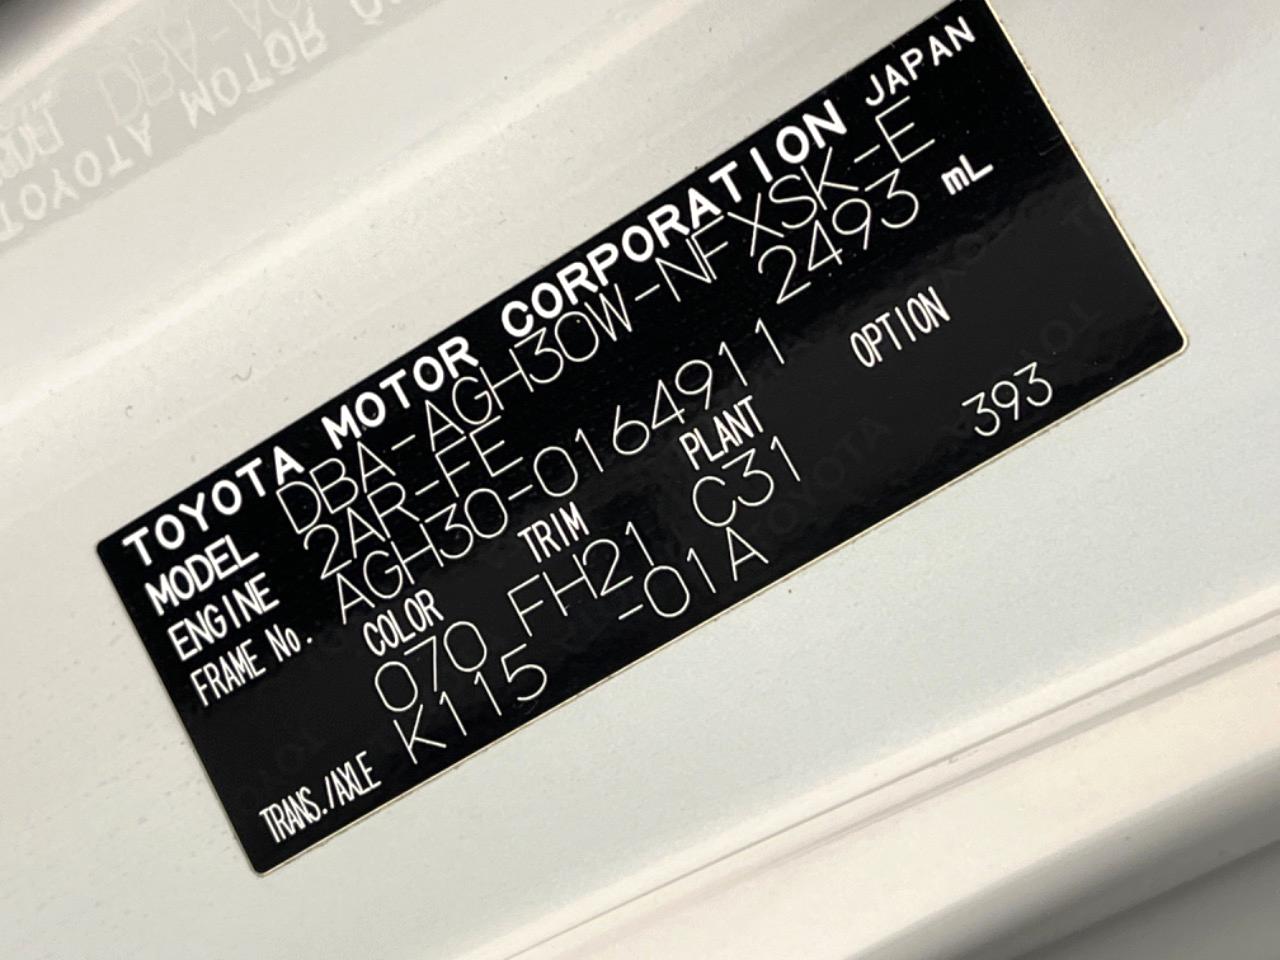 TOYOTA MOTOR CORPORATION JAPAN
MODEL DBA-AGH30W-NFXSK-E
ENGINE 2AR-FE 2493 mL
FRAME No. AGH30-0164911
COLOR TRIM PLANT OPTION
070 FH21 C31 393
TRANS./AXLE K115 -01A